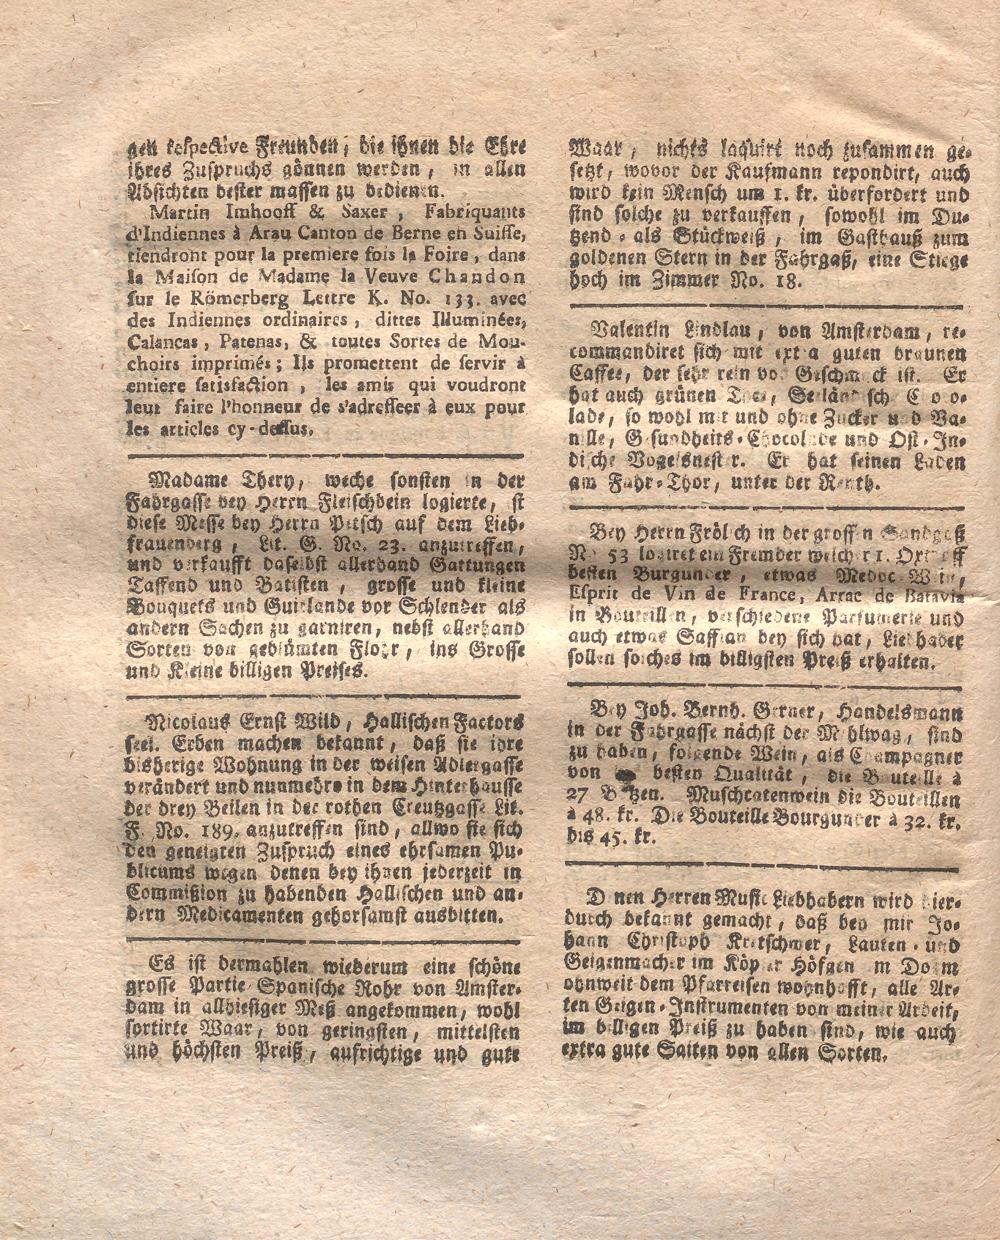 gen respective Freunden, die ihnen die Ehre
ihres Zuspruchs gönnen werden, in allen
Absichten bester massen zu bedienen.
Martin Imhooff & Saxer, Fabriquants
d'Indiennes à Arau Canton de Berne en Suisse,
tiendront pour la premiere fois la Foire, dans
la Maison de Madame la Veuve Chandon
sur le Römerberg Lettre K. No. 133. avec
des Indiennes ordinaires, dittes Illuminées,
Calancas, Patenas, & toutes Sortes de Mou-
choirs imprimés; Ils promettent de servir à
entiere satisfaction, les amis qui voudront
leur faire l'honneur de s'adresseer à eux pour
les articles cy-dessus.
Madame Thery, weche sonsten in der
Fahrgasse bey Herrn Fleischbein logierte, ist
diese Messe bey Herrn Petsch auf dem Lieb-
frauenberg, Lit. G. No. 23. anzutreffen,
und verkaufft daselbst allerhand Gattungen
Taffend und Batisten, grosse und kleine
Bouquets und Guirlande vor Schlender als
andern Sachen zu garniren, nebst allerhand
Sorten von geblümten Flohr, ins Grosse
und Kleine billigen Preises.
Nicolaus Ernst Wild, Hallischen Factors
seel. Erben machen bekannt, daß sie ihre
bisherige Wohnung in der weisen Adlergasse
verändert und nunmehro in dem Hinterhausse
der drey Beilen in der rothen Creutzgasse Lit.
F. No. 189. anzutreffen sind, allwo sie sich
den geneigten Zuspruch eines ehrsamen Pu-
blicums wegen denen bey ihnen jederzeit in
Commißion zu habenden Hallischen und an-
dern Medicamenten gehorsamst ausbitten.
Es ist dermahlen wiederum eine schöne
grosse Partie Spanische Rohr von Amster-
dam in allhiesiger Meß angekommen, wohl
sortirte Waar, von geringsten, mittelsten
und höchsten Preiß, aufrichtige und gute
Waar, nichts laquirt noch zusammen ge-
setzt, wovor der Kaufmann repondirt, auch
wird kein Mensch um 1. kr. überfordert und
sind solche zu verkauffen, sowohl im Du-
tzend- als Stückweiß, im Gasthauß zum
goldenen Stern in der Fahrgaß, eine Stiege
hoch im Zimmer No. 18.
Valentin Lindlau, von Amsterdam, re-
commandiret sich mit extra guten braunen
Caffee, der sehr rein von Geschmack ist. Er
hat auch grünen Thee, Seeländisch Choco-
lade, so wohl mit und ohne Zucker und Va-
nille, Gesundheits-Chocolade und Ost-In-
dische Vogelsnester. Er hat seinen Laden
am Fahr-Thor, unter der Renth.
Bey Herrn Frölich in der grossen Sandgaß
No 53 logiret ein Fremder welcher 1. Oxthoff
besten Burgunder, etwas Medoc-Wein,
Esprit de Vin de France, Arrac de Batavia
in Bouteillen, verschiedene Parfumerie und
auch etwas Saffian bey sich hat, Liebhaber
sollen solches im billigsten Preiß erhalten.
Bey Joh. Bernh. Gerner, Handelsmann
in der Fahrgasse nächst der Mehlwag, sind
zu haben, folgende Wein, als Champagner
von besten Qualität, die Bouteille à
27 Batzen. Muschcatenwein die Bouteillen
à 48. kr. Die Bouteille Bourgunder à 32. kr.
bis 45. kr.
Denen Herren Music Liebhabern wird hier-
durch bekannt gemacht, daß bey mir Jo-
hann Christoph Kretschmer, Lauten- und
Geigenmacher im Köpler Höfgen am Dohm
ohnweit dem Pfarreisen wohnhafft, alle Ar-
ten Geigen-Instrumenten von meiner Arbeit,
im billigen Preiß zu haben sind, wie auch
extra gute Saiten von allen Sorten.